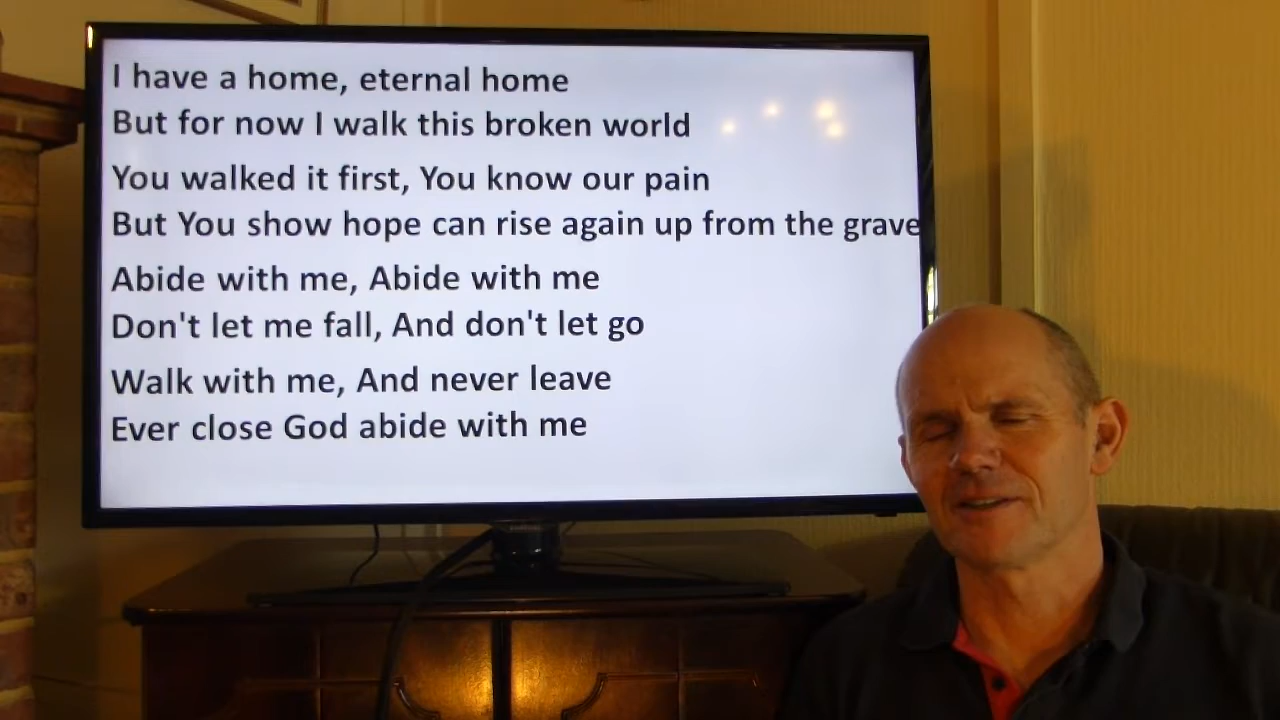 I have a home, eternal home
But for now I walk this broken world
You walked it first, You know our pain
But You show hope can rise again up from the grave
Abide with me, Abide with me
Don't let me fall, And don't let go
Walk with me, And never leave
Ever close God abide with me